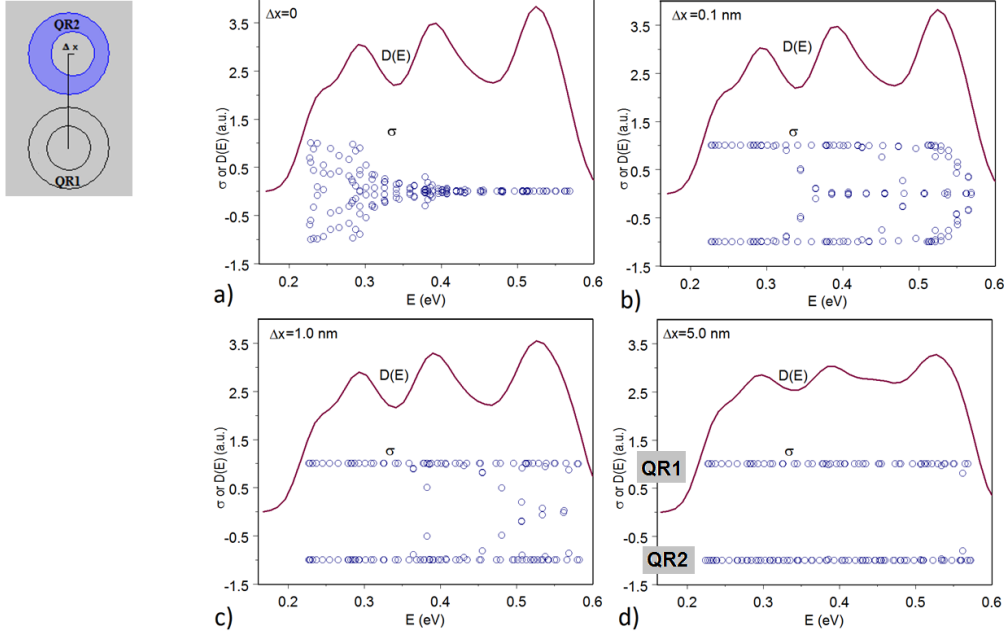 QR2
Δ x
QR1
3.5
2.5
1.5
0.5
-0.5
-1.5
σ or D(E) (a.u.)
Δx=0
D(E)
σ
0.2 0.3 0.4 0.5 0.6
E (eV)
a)
3.5
2.5
1.5
0.5
-0.5
-1.5
σ or D(E) (a.u.)
Δx=0.1 nm
D(E)
σ
0.2 0.3 0.4 0.5 0.6
E (eV)
b)
3.5
2.5
1.5
0.5
-0.5
-1.5
σ or D(E) (a.u.)
Δx=1.0 nm
D(E)
σ
0.2 0.3 0.4 0.5 0.6
E (eV)
c)
3.5
2.5
1.5
0.5
-0.5
-1.5
σ or D(E) (a.u.)
Δx=5.0 nm
D(E)
σ
QR1
QR2
0.2 0.3 0.4 0.5 0.6
E (eV)
d)